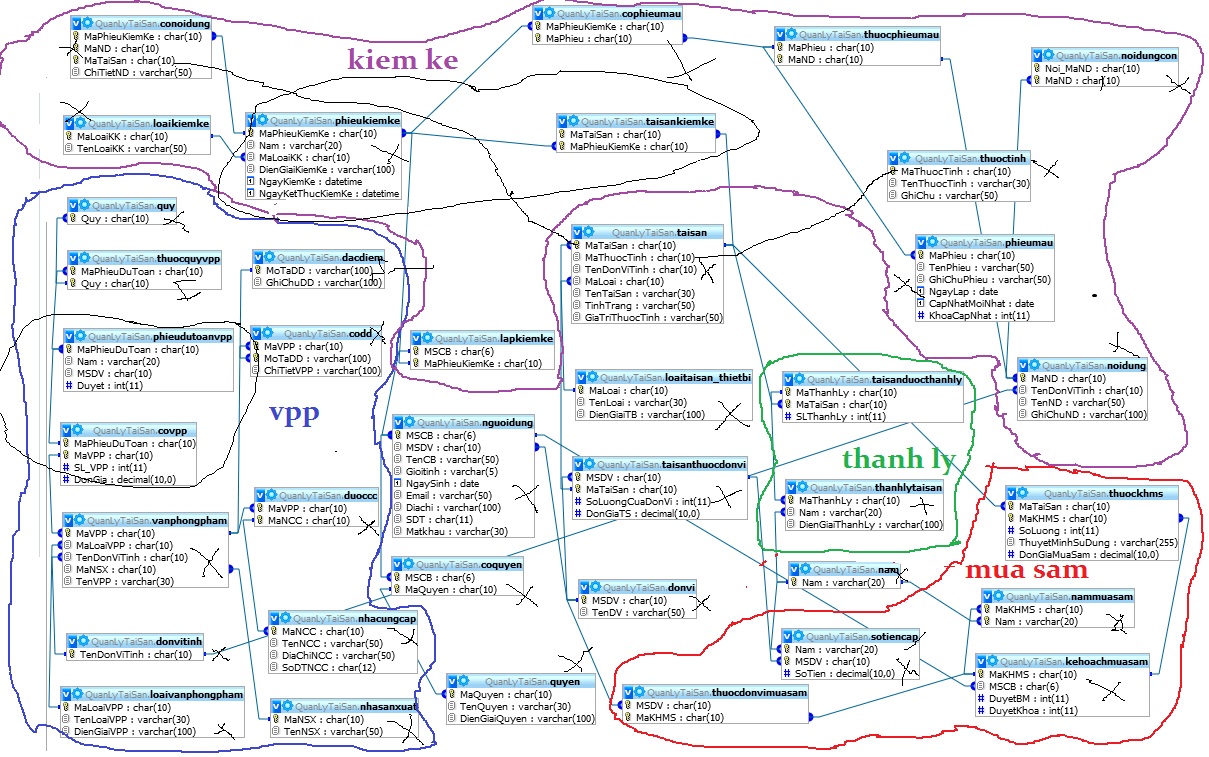 QuanLyTaiSan.conoidung
MaPhieuKiemKe : char(10)
MaND : char(10)
MaTaiSan : char(10)
ChiTietND : varchar(50)
kiem ke
QuanLyTaiSan.cophieumau
MaPhieuKiemKe : char(10)
MaPhieu : char(10)
QuanLyTaiSan.thuocphieumau
MaPhieu : char(10)
MaND : char(10)
QuanLyTaiSan.noidungcon
Noi_MaND : char(10)
MaND : char(10)
QuanLyTaiSan.loaikiemke
MaLoaiKK : char(10)
TenLoaiKK : varchar(50)
QuanLyTaiSan.phieukiemke
MaPhieuKiemKe : char(10)
Nam : varchar(20)
MaLoaiKK : char(10)
DienGiaiKiemKe : varchar(100)
NgayKiemKe : datetime
NgayKetThucKiemKe : datetime
QuanLyTaiSan.taisankiemke
MaTaiSan : char(10)
MaPhieuKiemKe : char(10)
QuanLyTaiSan.thuoctinh
MaThuocTinh : char(10)
TenThuocTinh : varchar(30)
GhiChu : varchar(50)
QuanLyTaiSan.quy
Quy : char(10)
QuanLyTaiSan.thuocquyvpp
MaPhieuDuToan : char(10)
Quy : char(10)
QuanLyTaiSan.dacdiem
MoTaDD : varchar(100)
GhiChuDD : varchar(100)
QuanLyTaiSan.taisan
MaTaiSan : char(10)
MaThuocTinh : char(10)
TenDonViTinh : char(10)
MaLoai : char(10)
TenTaiSan : varchar(30)
TinhTrang : varchar(50)
GiaTriThuocTinh : varchar(50)
QuanLyTaiSan.phieumau
MaPhieu : char(10)
TenPhieu : varchar(50)
GhiChuPhieu : varchar(50)
NgayLap : date
CapNhatMoiNhat : date
KhoaCapNhat : int(11)
QuanLyTaiSan.phieudutoanvpp
MaPhieuDuToan : char(10)
Nam : varchar(20)
MSDV : char(10)
Duyet : int(11)
QuanLyTaiSan.codd
MaVPP : char(10)
MoTaDD : varchar(100)
ChiTietVPP : varchar(100)
QuanLyTaiSan.lapkiemke
MSCB : char(6)
MaPhieuKiemKe : char(10)
vpp
QuanLyTaiSan.loaitaisan_thietbi
MaLoai : char(10)
TenLoai : varchar(30)
DienGiaiTB : varchar(100)
QuanLyTaiSan.taisanduocthanhly
MaThanhLy : char(10)
MaTaiSan : char(10)
SLThanhLy : int(11)
QuanLyTaiSan.noidung
MaND : char(10)
MaTaiSan : char(10)
TenND : varchar(50)
GhiChuND : varchar(100)
QuanLyTaiSan.covpp
MaPhieuDuToan : char(10)
MaVPP : char(10)
SL_VPP : int(11)
DonGia : decimal(10,0)
QuanLyTaiSan.nguoidung
MSCB : char(6)
MSDV : char(10)
TenCB : varchar(50)
Gioitinh : char(5)
NgaySinh : date
Email : varchar(50)
Diachi : varchar(100)
SDT : char(11)
Matkhau : varchar(30)
QuanLyTaiSan.taisanthuocdonvi
MSDV : char(10)
MaTaiSan : char(10)
SoLuongCuaDonVi : int(11)
DonGiaTS : decimal(10,0)
thanh ly
QuanLyTaiSan.thanhlytaisan
MaThanhLy : char(10)
Nam : varchar(20)
DienGiaiThanhLy : varchar(100)
QuanLyTaiSan.thuockhms
MaTaiSan : char(10)
MaKHMS : char(10)
SoLuong : int(11)
ThuyetMinhSuDung : varchar(255)
DonGiaMuaSam : decimal(10,0)
QuanLyTaiSan.vanphongpham
MaVPP : char(10)
MaLoaiVPP : char(10)
TenDonViTinh : char(10)
MaNSX : char(10)
TenVPP : varchar(30)
QuanLyTaiSan.duoccc
MaVPP : char(10)
MaNCC : char(10)
QuanLyTaiSan.coquyen
MSCB : char(6)
MaQuyen : char(10)
QuanLyTaiSan.donvi
MSDV : char(10)
TenDV : varchar(50)
QuanLyTaiSan.nam
Nam : varchar(20)
mua sam
QuanLyTaiSan.nammuasam
MaKHMS : char(10)
Nam : varchar(20)
QuanLyTaiSan.donvitinh
TenDonViTinh : char(10)
QuanLyTaiSan.nhacungcap
MaNCC : char(10)
TenNCC : varchar(50)
DiaChiNCC : varchar(50)
SoDTNCC : char(12)
QuanLyTaiSan.sotiencap
Nam : varchar(20)
MSDV : char(10)
SoTien : decimal(10,0)
QuanLyTaiSan.kehoachmuasam
MaKHMS : char(10)
MSCB : char(6)
DuyetBM : int(11)
DuyetKhoa : int(11)
QuanLyTaiSan.loaivanphongpham
MaLoaiVPP : char(10)
TenLoaiVPP : varchar(30)
DienGiaiVPP : varchar(100)
QuanLyTaiSan.nhasanxuat
MaNSX : char(10)
TenNSX : varchar(50)
QuanLyTaiSan.quyen
MaQuyen : char(10)
TenQuyen : varchar(30)
DienGiaiQuyen : varchar(100)
QuanLyTaiSan.thuocdonvimuasam
MSDV : char(10)
MaKHMS : char(10)